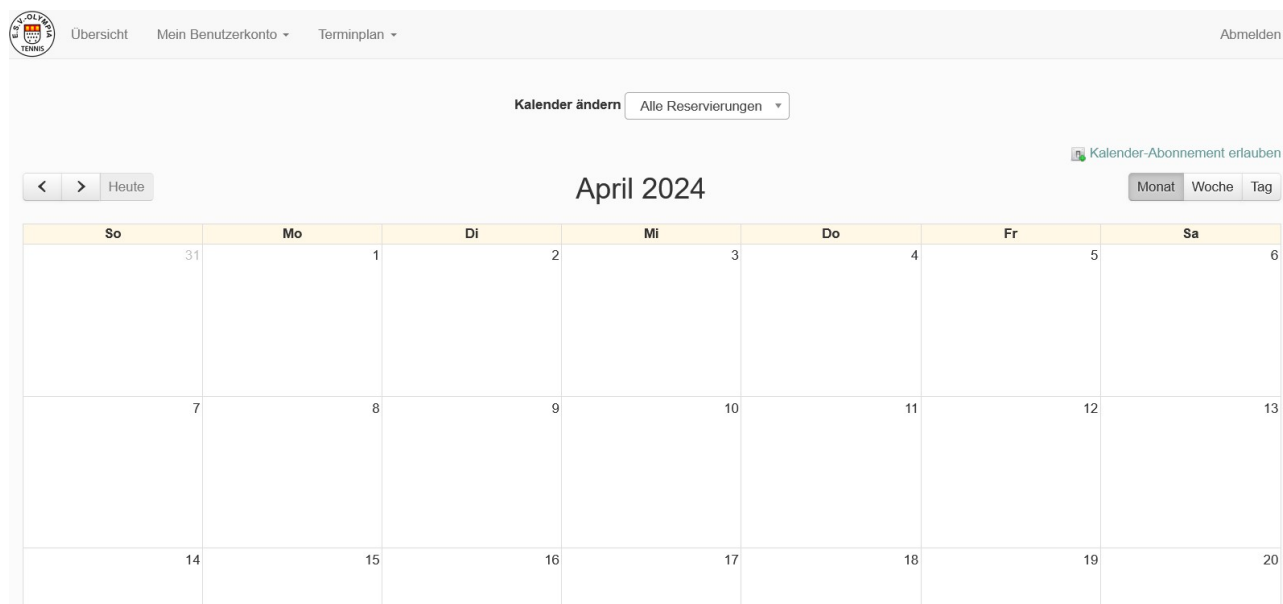 E.S.V.-OLYMPIA
TENNIS
Übersicht Mein Benutzerkonto Terminplan Abmelden
Kalender ändern Alle Reservierungen
Kalender-Abonnement erlauben
< > Heute April 2024 Monat Woche Tag
So Mo Di Mi Do Fr Sa
31 1 2 3 4 5 6
7 8 9 10 11 12 13
14 15 16 17 18 19 20